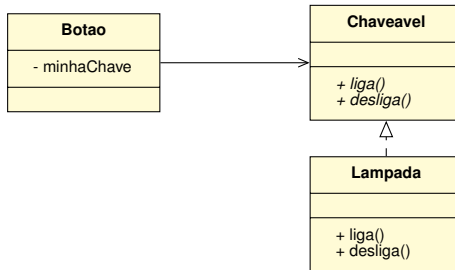 Botao
- minhaChave
Chaveavel
+ liga()
+ desliga()
Lampada
+ liga()
+ desliga()